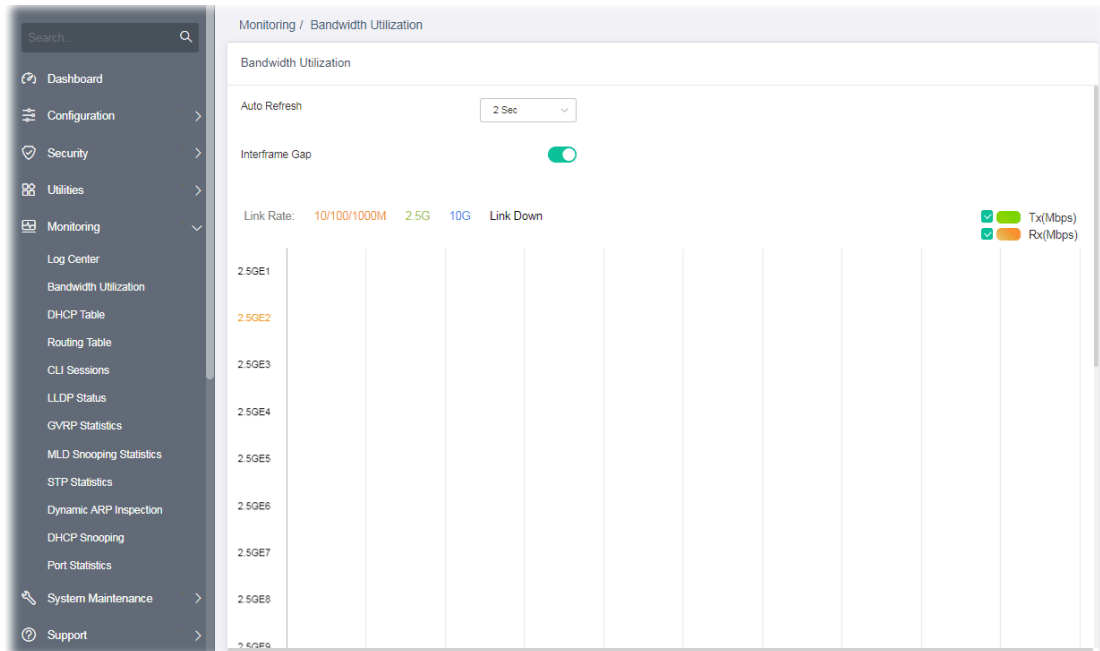 Search...
Dashboard
Configuration
Security
Utilities
Monitoring
Log Center
Bandwidth Utilization
DHCP Table
Routing Table
CLI Sessions
LLDP Status
GVRP Statistics
MLD Snooping Statistics
STP Statistics
Dynamic ARP Inspection
DHCP Snooping
Port Statistics
System Maintenance
Support
Monitoring / Bandwidth Utilization
Bandwidth Utilization
Auto Refresh 2 Sec
Interframe Gap
Link Rate: 10/100/1000M 2.5G 10G Link Down
Tx(Mbps)
Rx(Mbps)
2.5GE1
2.5GE2
2.5GE3
2.5GE4
2.5GE5
2.5GE6
2.5GE7
2.5GE8
2.5GE9